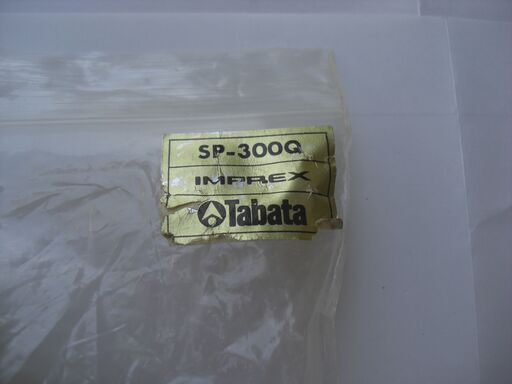 SP-300Q
IMPREX
Tabata